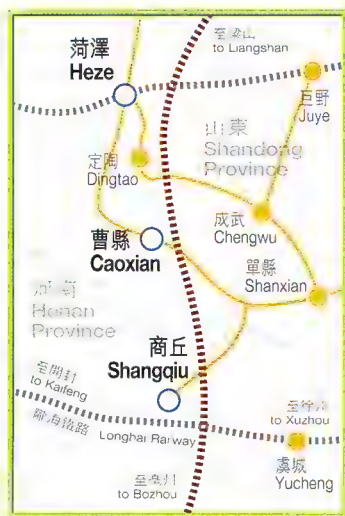 菏澤
Heze
至梁山
to Liangshan
巨野
Juye
山東
Shandong
Province
定陶
Dingtao
成武
Chengwu
曹縣
Caoxian
單縣
Shanxian
河南
Henan
Province
商丘
Shangqiu
至開封
to Kaifeng
隴海鐵路
Longhai Railway
至徐州
to Xuzhou
至亳州
to Bozhou
虞城
Yucheng